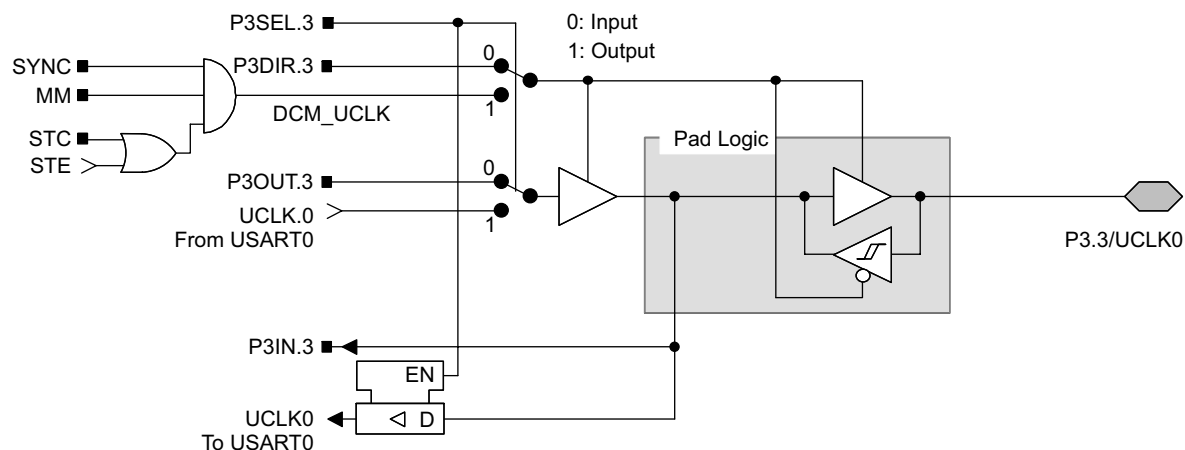 P3SEL.3
0: Input
1: Output
0
SYNC
P3DIR.3
MM
1
DCM_UCLK
STC
STE
Pad Logic
0
P3OUT.3
UCLK.0
1
From USART0
P3.3/UCLK0
P3IN.3
EN
UCLK0
D
To USART0